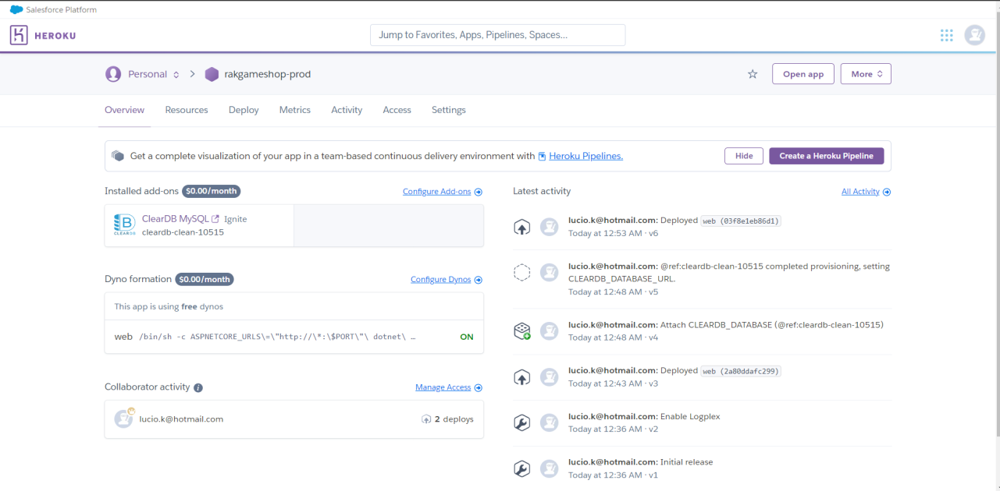 Salesforce Platform
HEROKU
Jump to Favorites, Apps, Pipelines, Spaces...
Personal
rakgameshop-prod
Open app
More
Overview Resources Deploy Metrics Activity Access Settings
Get a complete visualization of your app in a team-based continuous delivery environment with Heroku Pipelines.
Hide
Create a Heroku Pipeline
Installed add-ons $0.00/month
Configure Add-ons
CLEARDB
ClearDB MySQL Ignite
cleardb-clean-10515
Dyno formation $0.00/month
Configure Dynos
This app is using free dynos
web /bin/sh -c ASPNETCORE_URLS\=\"http://\*:\$PORT\"\ dotnet\ …
ON
Collaborator activity
Manage Access
lucio.k@hotmail.com
2 deploys
Latest activity
All Activity
lucio.k@hotmail.com: Deployed web (03f8e1eb86d1)
Today at 12:53 AM · v6
lucio.k@hotmail.com: @ref:cleardb-clean-10515 completed provisioning, setting
CLEARDB_DATABASE_URL.
Today at 12:48 AM · v5
lucio.k@hotmail.com: Attach CLEARDB_DATABASE (@ref:cleardb-clean-10515)
Today at 12:48 AM · v4
lucio.k@hotmail.com: Deployed web (2a80ddafc299)
Today at 12:43 AM · v3
lucio.k@hotmail.com: Enable Logplex
Today at 12:36 AM · v2
lucio.k@hotmail.com: Initial release
Today at 12:36 AM · v1